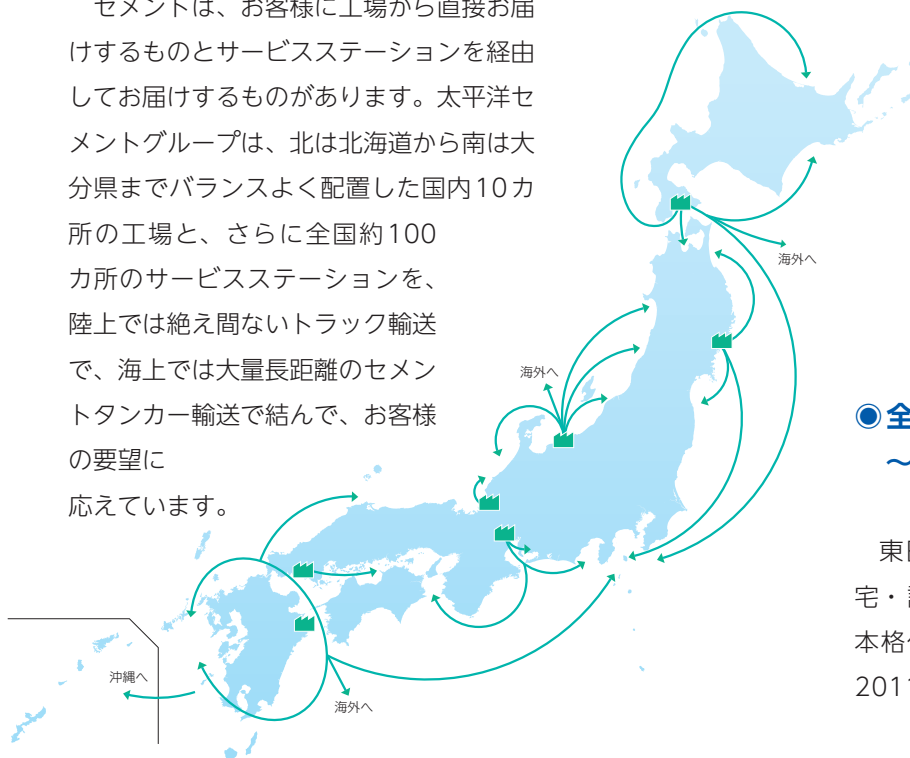 セメントは、お客様に工場から直接お届
けするものとサービスステーションを経由
してお届けするものがあります。太平洋セ
メントグループは、北は北海道から南は大
分県までバランスよく配置した国内10カ
所の工場と、さらに全国約100
カ所のサービスステーションを、
陸上では絶え間ないトラック輸送
で、海上では大量長距離のセメン
トタンカー輸送で結んで、お客様
の要望に
応えています。
海外へ
海外へ
沖縄へ
海外へ
◉全
〜
宅・
本格
201